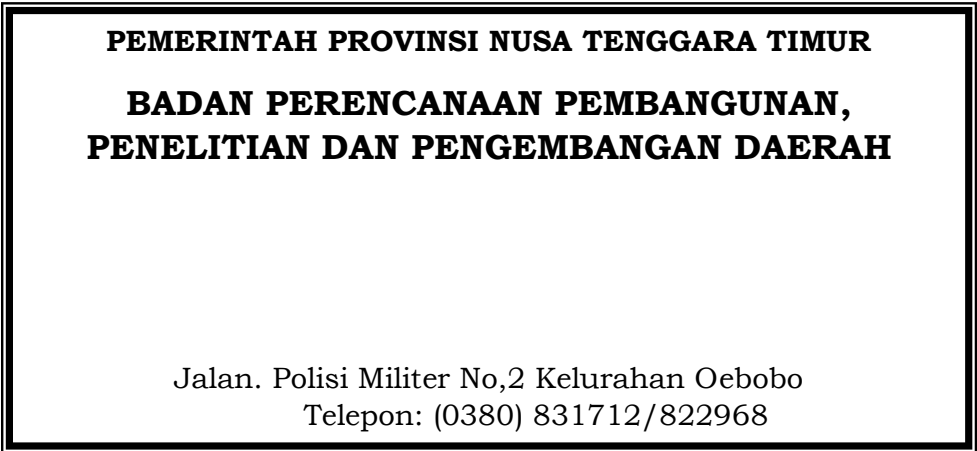 PEMERINTAH PROVINSI NUSA TENGGARA TIMUR
BADAN PERENCANAAN PEMBANGUNAN,
PENELITIAN DAN PENGEMBANGAN DAERAH
Jalan. Polisi Militer No,2 Kelurahan Oebobo
Telepon: (0380) 831712/822968